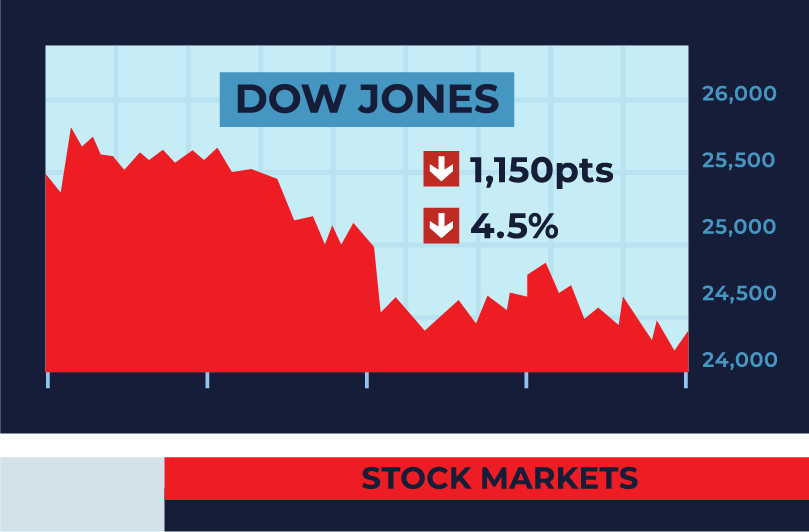 DOW JONES
1,150pts
4.5%
26,000
25,500
25,000
24,500
24,000
STOCK MARKETS